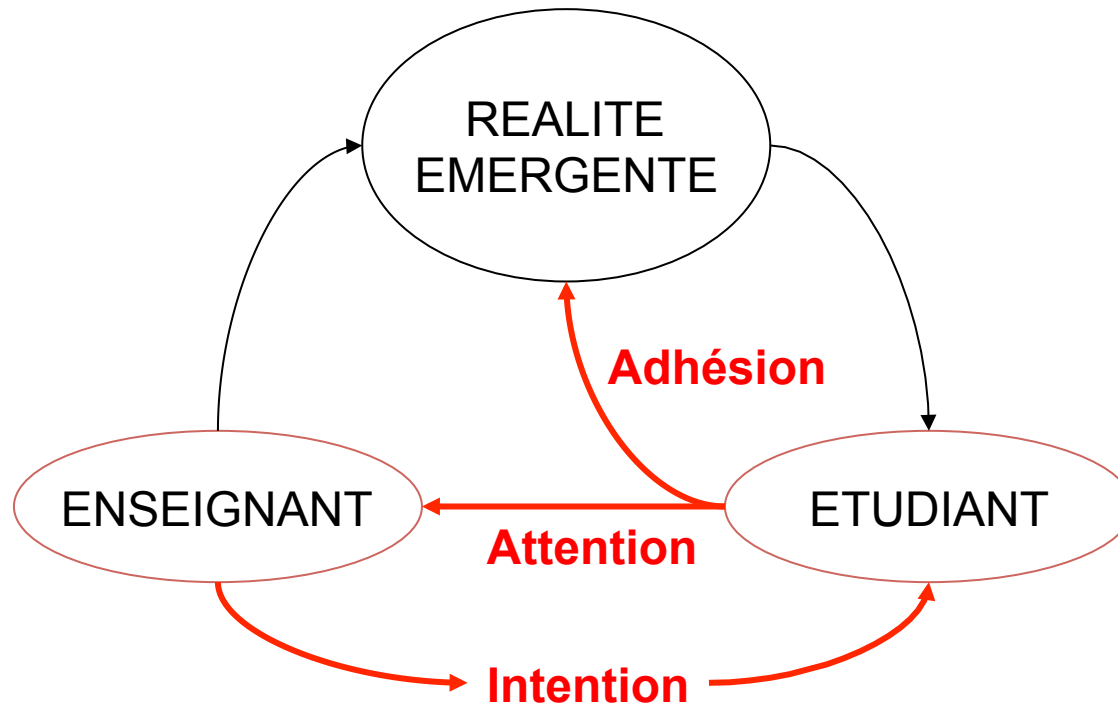 REALITE
EMERGENTE
Adhésion
ENSEIGNANT
ETUDIANT
Attention
Intention